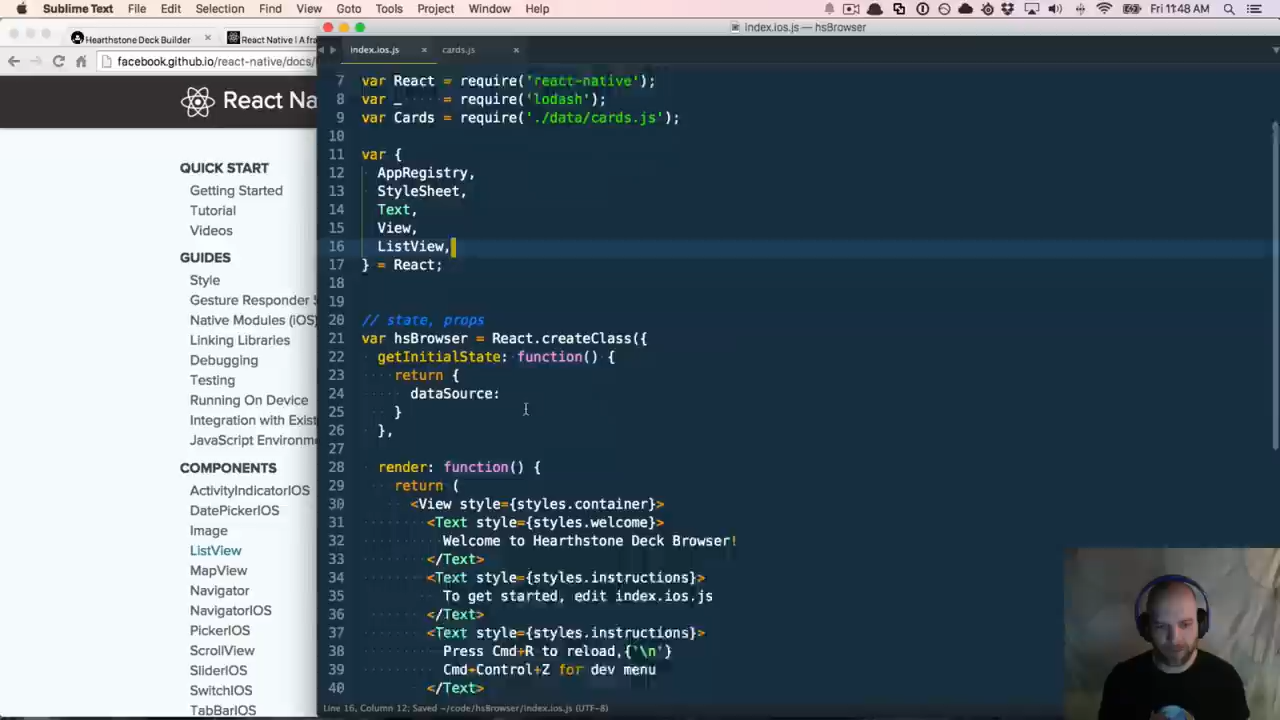 Sublime Text File Edit Selection Find View Goto Tools Project Window Help Fri 11:48 AM
Hearthstone Deck Builder × React Native | A fra
facebook.github.io/react-native/docs/
React Na
QUICK START
Getting Started
Tutorial
Videos
GUIDES
Style
Gesture Responder S
Native Modules (iOS)
Linking Libraries
Debugging
Testing
Running On Device
Integration with Exist
JavaScript Environme
COMPONENTS
ActivityIndicatorIOS
DatePickerIOS
Image
ListView
MapView
Navigator
NavigatorIOS
PickerIOS
ScrollView
SliderIOS
SwitchIOS
TabBarIOS
index.ios.js — hsBrowser
index.ios.js × cards.js ×
7 var React = require('react-native');
8 var _ = require('lodash');
9 var Cards = require('./data/cards.js');
10
11 var {
12 AppRegistry,
13 StyleSheet,
14 Text,
15 View,
16 ListView,
17 } = React;
18
19
20 // state, props
21 var hsBrowser = React.createClass({
22 getInitialState: function() {
23 return {
24 dataSource:
25 }
26 },
27
28 render: function() {
29 return (
30 <View style={styles.container}>
31 <Text style={styles.welcome}>
32 Welcome to Hearthstone Deck Browser!
33 </Text>
34 <Text style={styles.instructions}>
35 To get started, edit index.ios.js
36 </Text>
37 <Text style={styles.instructions}>
38 Press Cmd+R to reload,{'\n'}
39 Cmd+Control+Z for dev menu
40 </Text>
Line 16, Column 12; Saved ~/code/hsBrowser/index.ios.js (UTF-8)